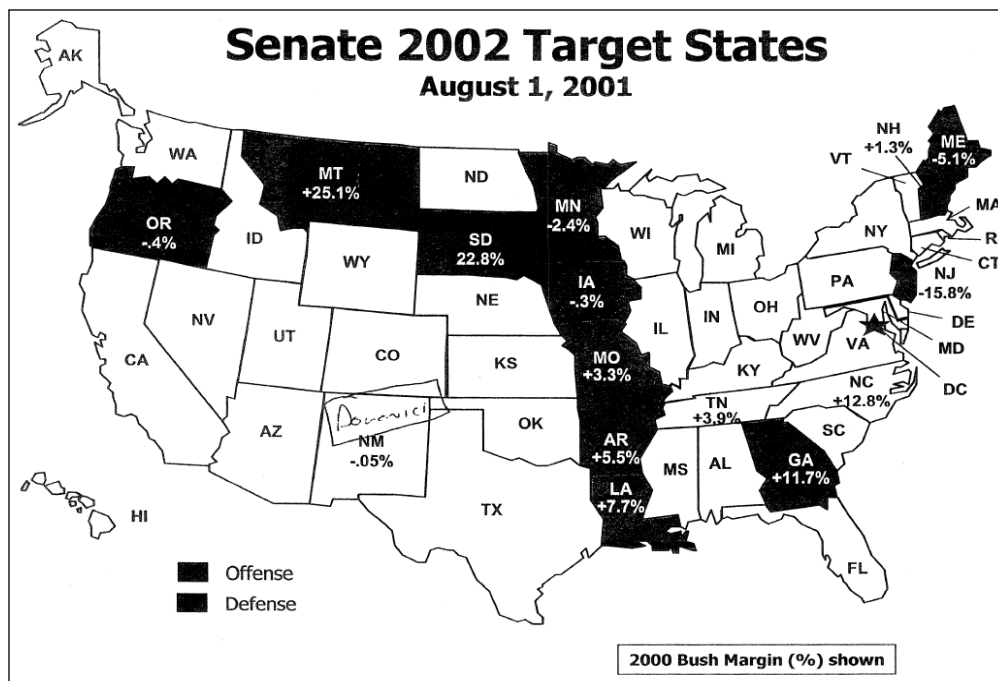 Senate 2002 Target States
August 1, 2001
AK
WA
MT
+25.1%
ND
MN
-2.4%
NH
+1.3%
ME
-5.1%
VT
MA
OR
-.4%
ID
SD
22.8%
WI
MI
NY
R
CT
WY
IA
-.3%
PA
NJ
-15.8%
NV
NE
IL
IN
OH
DE
UT
CO
WV
VA
MD
CA
KS
MO
+3.3%
KY
DC
Domenici
TN
+3.9%
NC
+12.8%
AZ
NM
-.05%
OK
AR
+5.5%
SC
MS
AL
GA
+11.7%
LA
+7.7%
TX
HI
FL
Offense
Defense
2000 Bush Margin (%) shown